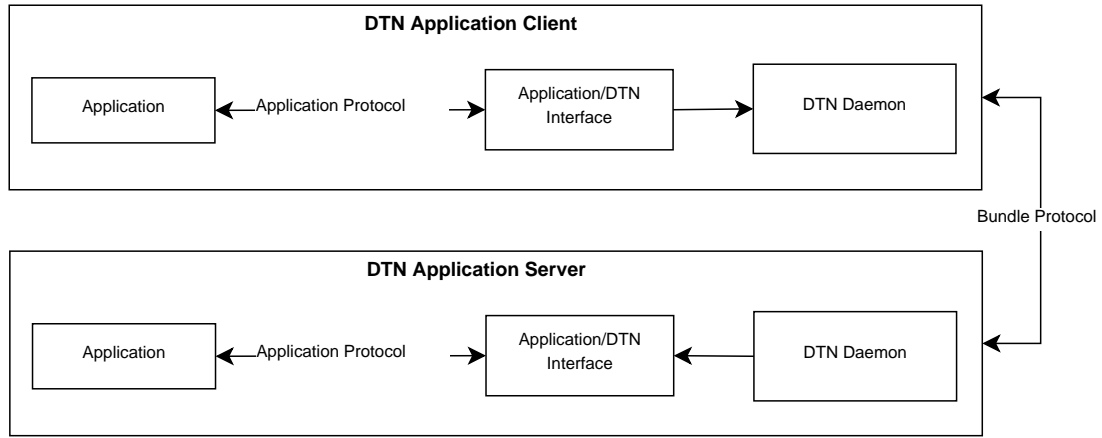 DTN Application Client
Application
Application Protocol
Application/DTN
Interface
DTN Daemon
Bundle Protocol
DTN Application Server
Application
Application Protocol
Application/DTN
Interface
DTN Daemon